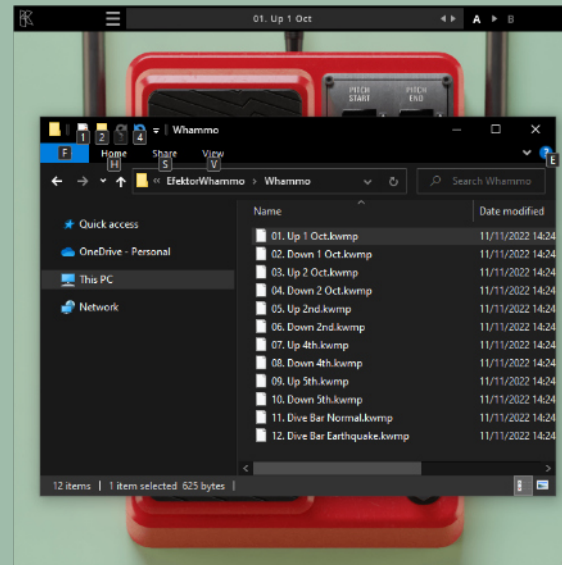 01. Up 1 Oct
A B
PITCH START
PITCH END
1 2 4 Whammo
F Home Share View
H S V E
« EfektorWhammo > Whammo Search Whammo
Name Date modified
Quick access
OneDrive - Personal
This PC
Network
01. Up 1 Oct.kwmp 11/11/2022 14:24
02. Down 1 Oct.kwmp 11/11/2022 14:24
03. Up 2 Oct.kwmp 11/11/2022 14:24
04. Down 2 Oct.kwmp 11/11/2022 14:24
05. Up 2nd.kwmp 11/11/2022 14:24
06. Down 2nd.kwmp 11/11/2022 14:24
07. Up 4th.kwmp 11/11/2022 14:24
08. Down 4th.kwmp 11/11/2022 14:24
09. Up 5th.kwmp 11/11/2022 14:24
10. Down 5th.kwmp 11/11/2022 14:24
11. Dive Bar Normal.kwmp 11/11/2022 14:24
12. Dive Bar Earthquake.kwmp 11/11/2022 14:24
12 items | 1 item selected 625 bytes |